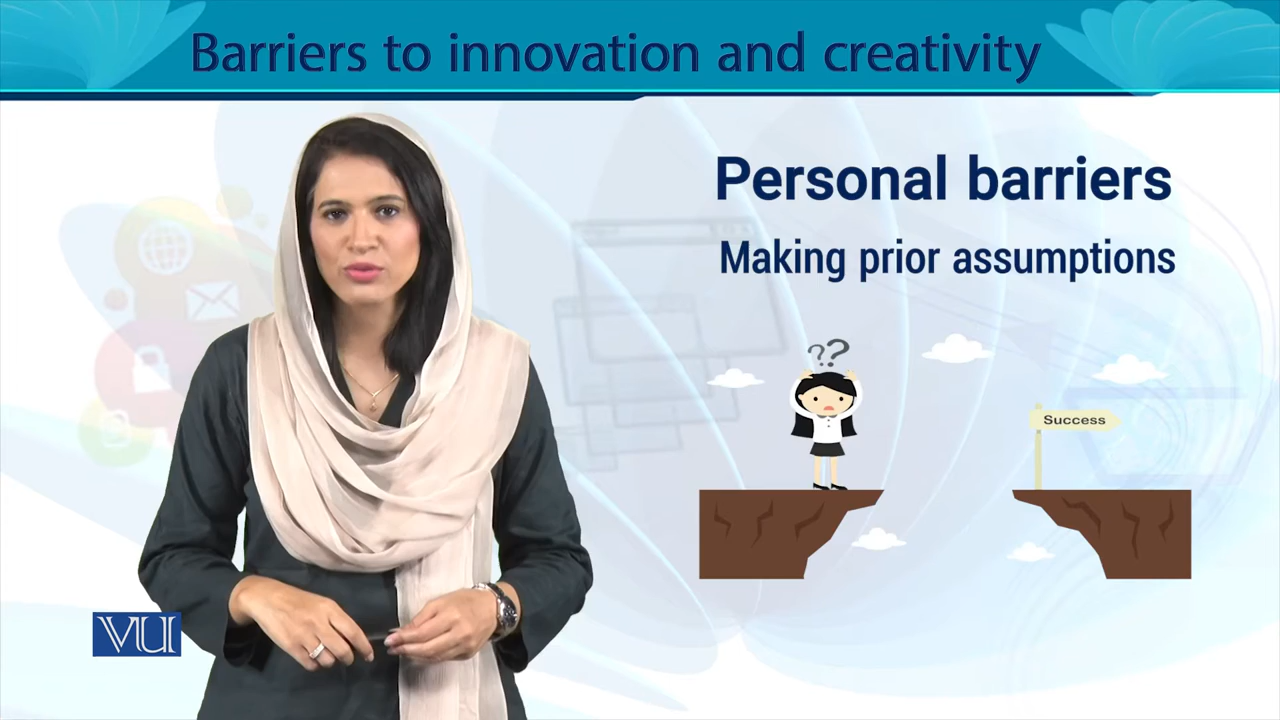 Barriers to innovation and creativity
Personal barriers
Making prior assumptions
??
Success
VU